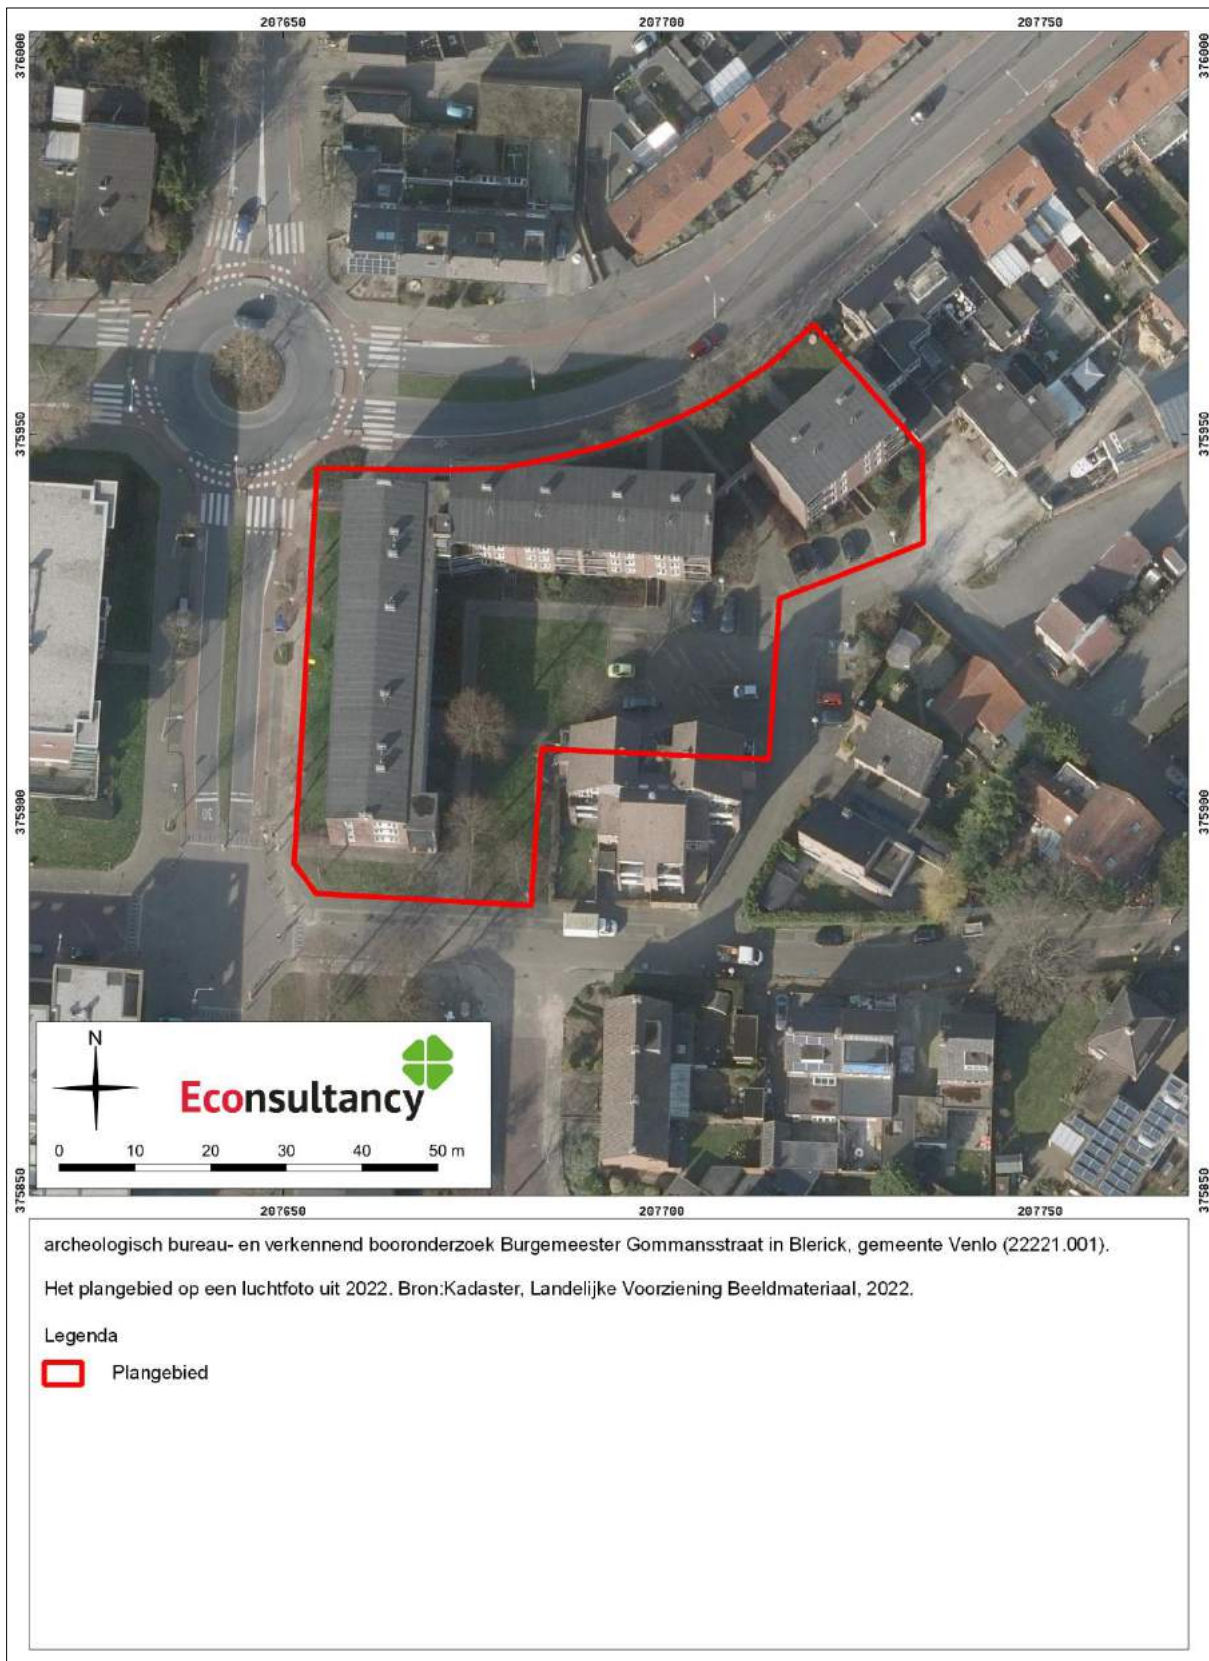 207650 207700 207750
376000 376000
375950 375950
375900 375900
375850 375850
N
Econsultancy
0 10 20 30 40 50 m
207650 207700 207750
archeologisch bureau- en verkennend booronderzoek Burgemeester Gommansstraat in Blerick, gemeente Venlo (22221.001).
Het plangebied op een luchtfoto uit 2022. Bron:Kadaster, Landelijke Voorziening Beeldmateriaal, 2022.
Legenda
Plangebied